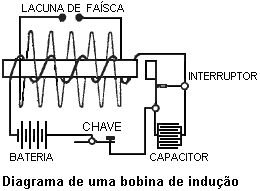 LACUNA DE FAÍSCA
INTERRUPTOR
CHAVE
BATERIA
CAPACITOR
Diagrama de uma bobina de indução